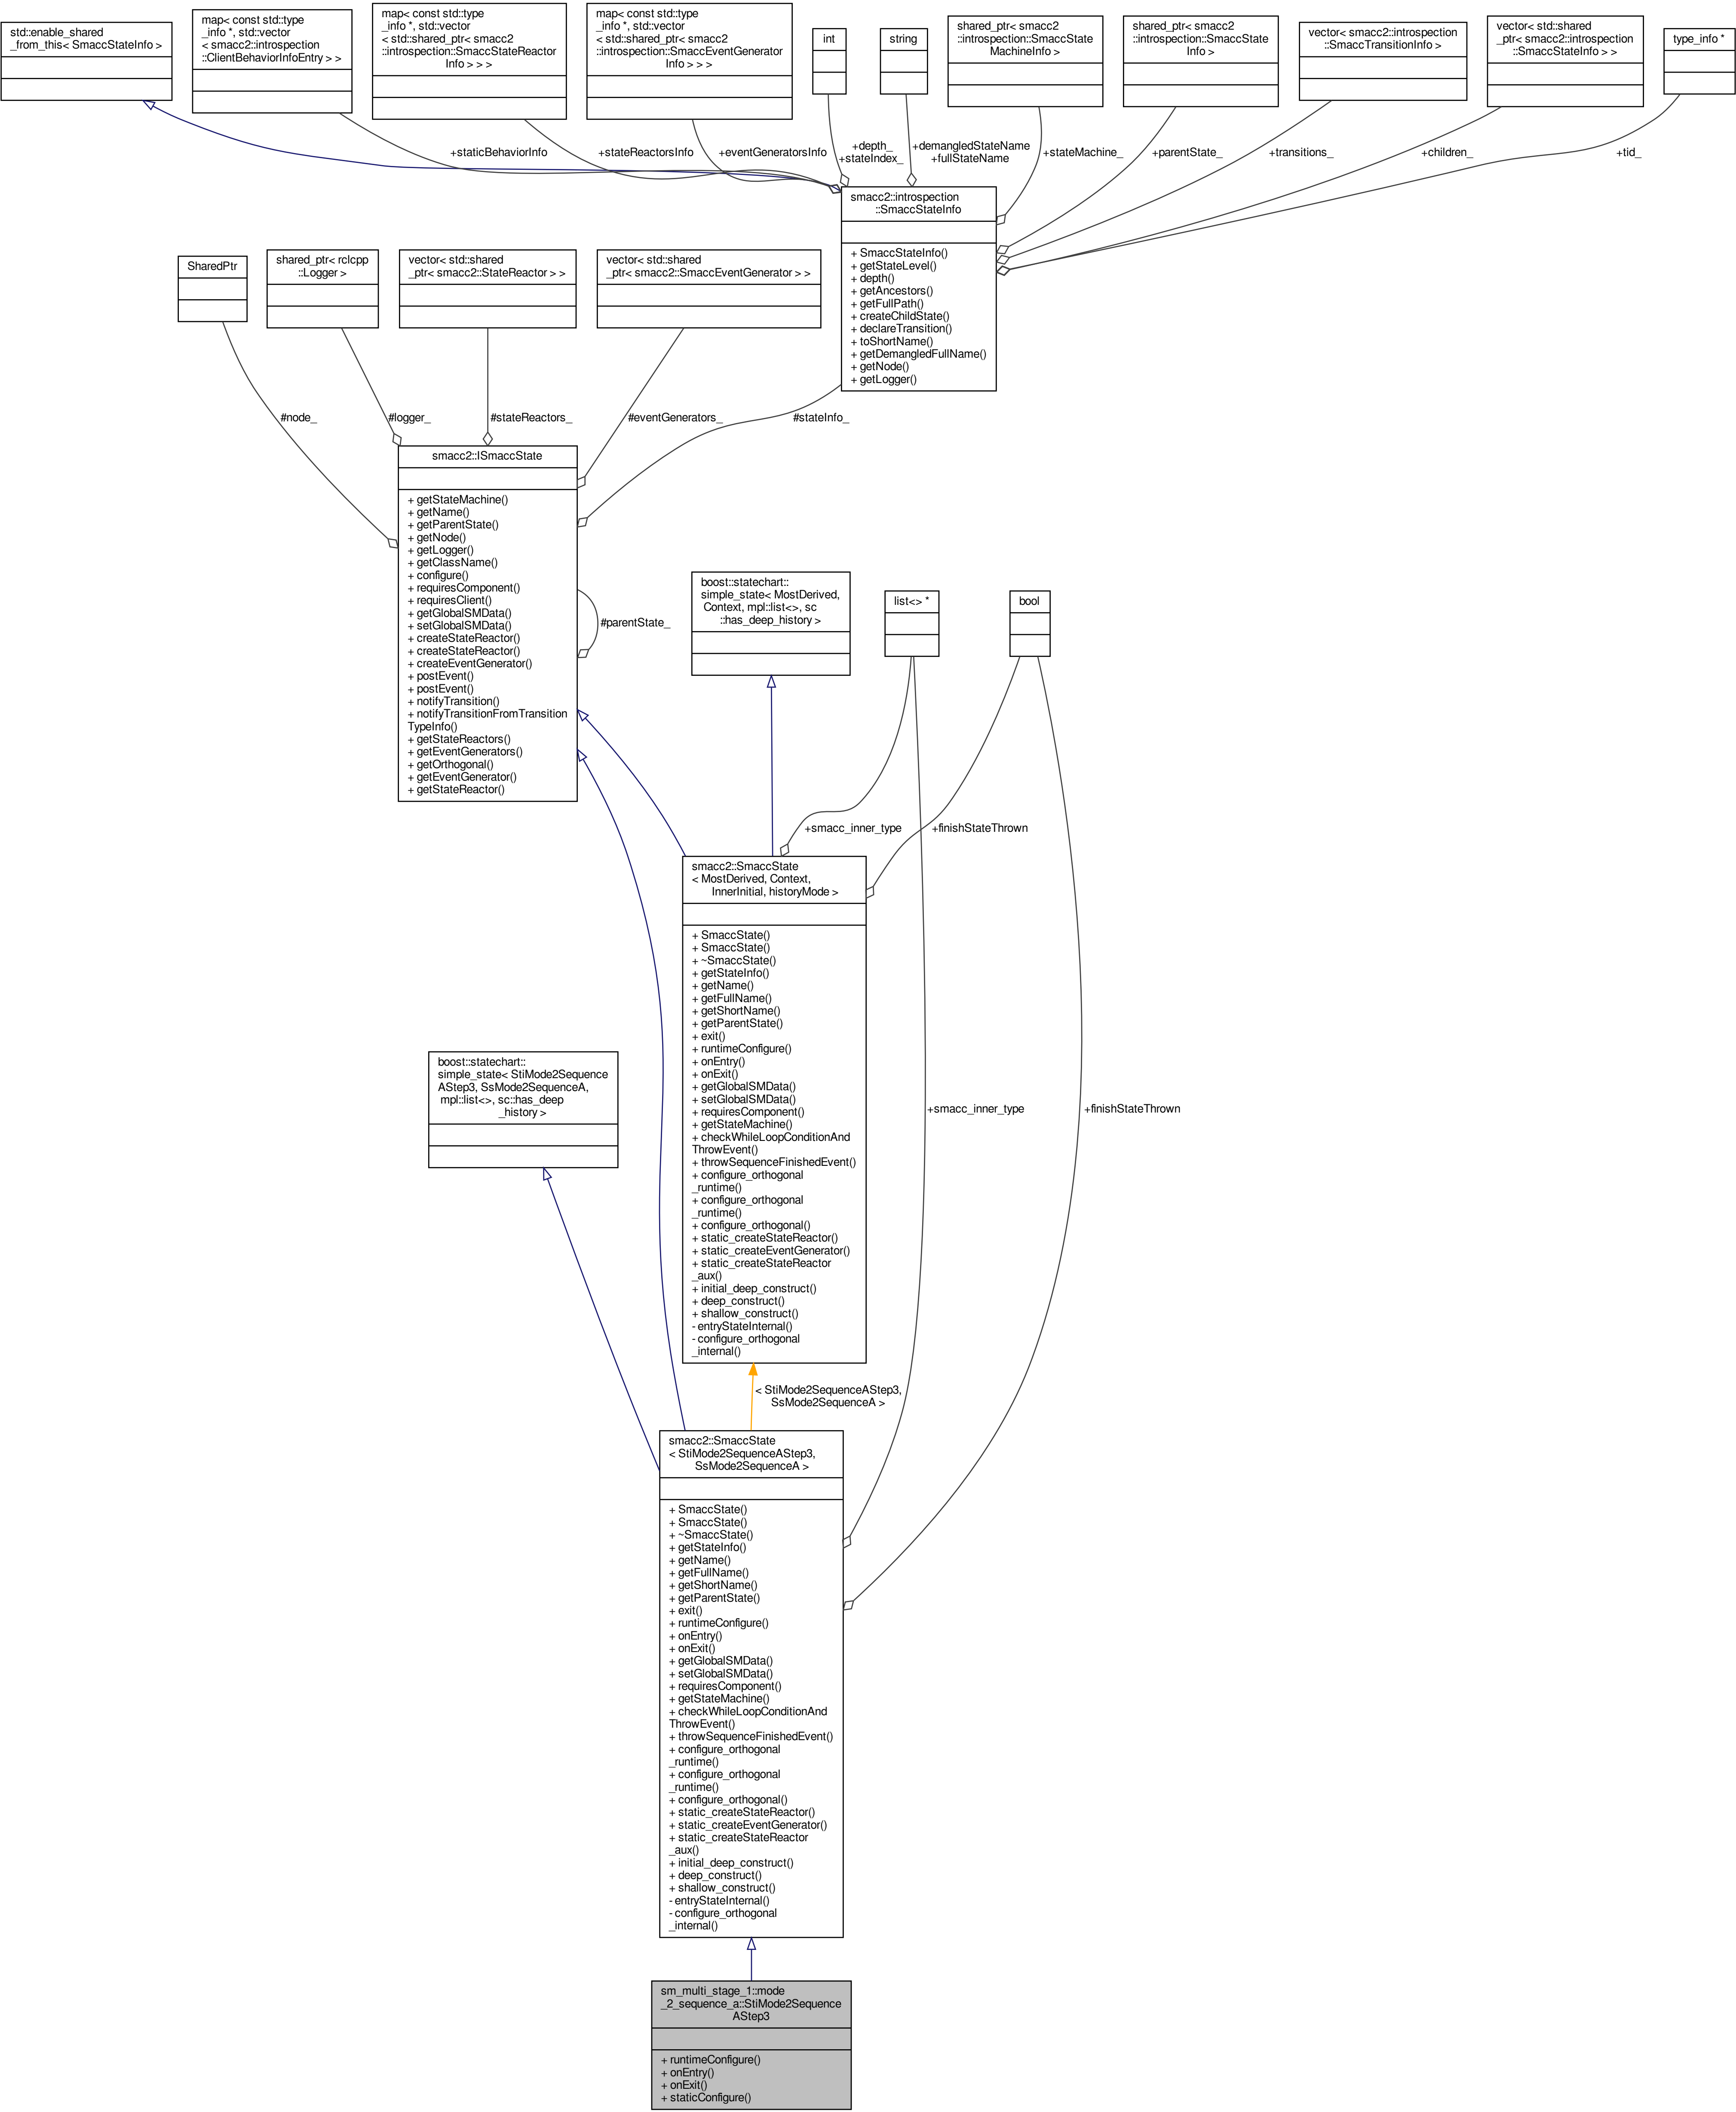 std::enable_shared
_from_this< SmaccStateInfo >
map< const std::type
_info *, std::vector
< smacc2::introspection
::ClientBehaviorInfoEntry > >
map< const std::type
_info *, std::vector
< std::shared_ptr< smacc2
::introspection::SmaccStateReactor
Info > > >
map< const std::type
_info *, std::vector
< std::shared_ptr< smacc2
::introspection::SmaccEventGenerator
Info > > >
int
string
shared_ptr< smacc2
::introspection::SmaccState
MachineInfo >
shared_ptr< smacc2
::introspection::SmaccState
Info >
vector< smacc2::introspection
::SmaccTransitionInfo >
vector< std::shared
_ptr< smacc2::introspection
::SmaccStateInfo > >
type_info *
+staticBehaviorInfo
+stateReactorsInfo
+eventGeneratorsInfo
+depth_
+stateIndex_
+demangledStateName
+fullStateName
+stateMachine_
+parentState_
+transitions_
+children_
+tid_
smacc2::introspection
::SmaccStateInfo
+ SmaccStateInfo()
+ getStateLevel()
+ depth()
+ getAncestors()
+ getFullPath()
+ createChildState()
+ declareTransition()
+ toShortName()
+ getDemangledFullName()
+ getNode()
+ getLogger()
SharedPtr
shared_ptr< rclcpp
::Logger >
vector< std::shared
_ptr< smacc2::StateReactor > >
vector< std::shared
_ptr< smacc2::SmaccEventGenerator > >
#node_
#logger_
#stateReactors_
#eventGenerators_
#stateInfo_
smacc2::ISmaccState
+ getStateMachine()
+ getName()
+ getParentState()
+ getNode()
+ getLogger()
+ getClassName()
+ configure()
+ requiresComponent()
+ requiresClient()
+ getGlobalSMData()
+ setGlobalSMData()
+ createStateReactor()
+ createStateReactor()
+ createEventGenerator()
+ postEvent()
+ postEvent()
+ notifyTransition()
+ notifyTransitionFromTransition
TypeInfo()
+ getStateReactors()
+ getEventGenerators()
+ getOrthogonal()
+ getEventGenerator()
+ getStateReactor()
#parentState_
boost::statechart::
simple_state< MostDerived,
Context, mpl::list<>, sc
::has_deep_history >
list<> *
bool
+smacc_inner_type
+finishStateThrown
smacc2::SmaccState
< MostDerived, Context,
InnerInitial, historyMode >
+ SmaccState()
+ SmaccState()
+ ~SmaccState()
+ getStateInfo()
+ getName()
+ getFullName()
+ getShortName()
+ getParentState()
+ exit()
+ runtimeConfigure()
+ onEntry()
+ onExit()
+ getGlobalSMData()
+ setGlobalSMData()
+ requiresComponent()
+ getStateMachine()
+ checkWhileLoopConditionAnd
ThrowEvent()
+ throwSequenceFinishedEvent()
+ configure_orthogonal
_runtime()
+ configure_orthogonal
_runtime()
+ configure_orthogonal()
+ static_createStateReactor()
+ static_createEventGenerator()
+ static_createStateReactor
_aux()
+ initial_deep_construct()
+ deep_construct()
+ shallow_construct()
- entryStateInternal()
- configure_orthogonal
_internal()
boost::statechart::
simple_state< StiMode2Sequence
AStep3, SsMode2SequenceA,
mpl::list<>, sc::has_deep
_history >
+smacc_inner_type
+finishStateThrown
< StiMode2SequenceAStep3,
SsMode2SequenceA >
smacc2::SmaccState
< StiMode2SequenceAStep3,
SsMode2SequenceA >
+ SmaccState()
+ SmaccState()
+ ~SmaccState()
+ getStateInfo()
+ getName()
+ getFullName()
+ getShortName()
+ getParentState()
+ exit()
+ runtimeConfigure()
+ onEntry()
+ onExit()
+ getGlobalSMData()
+ setGlobalSMData()
+ requiresComponent()
+ getStateMachine()
+ checkWhileLoopConditionAnd
ThrowEvent()
+ throwSequenceFinishedEvent()
+ configure_orthogonal
_runtime()
+ configure_orthogonal
_runtime()
+ configure_orthogonal()
+ static_createStateReactor()
+ static_createEventGenerator()
+ static_createStateReactor
_aux()
+ initial_deep_construct()
+ deep_construct()
+ shallow_construct()
- entryStateInternal()
- configure_orthogonal
_internal()
sm_multi_stage_1::mode
_2_sequence_a::StiMode2Sequence
AStep3
+ runtimeConfigure()
+ onEntry()
+ onExit()
+ staticConfigure()